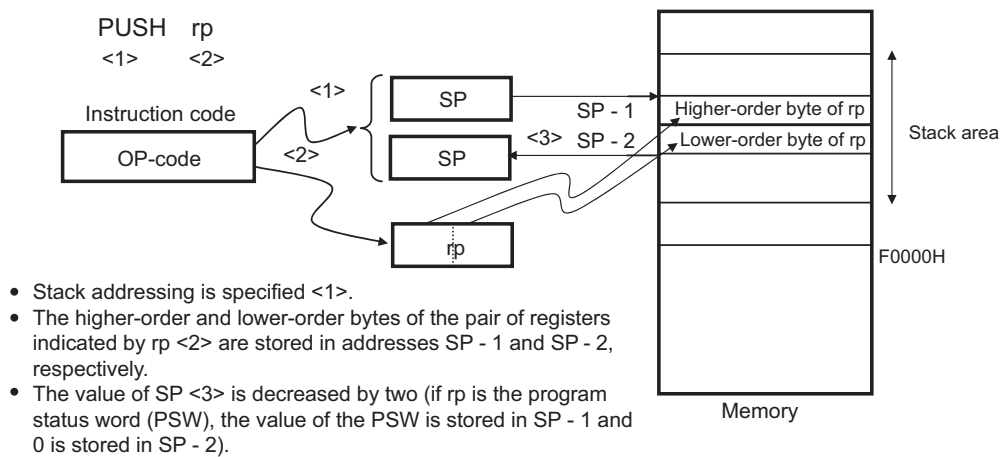 PUSH rp
<1> <2>
Instruction code
OP-code
<1>
<2>
SP
SP
<3>
SP - 1
SP - 2
rp
Higher-order byte of rp
Lower-order byte of rp
Stack area
F0000H
Memory
• Stack addressing is specified <1>.
• The higher-order and lower-order bytes of the pair of registers
indicated by rp <2> are stored in addresses SP - 1 and SP - 2,
respectively.
• The value of SP <3> is decreased by two (if rp is the program
status word (PSW), the value of the PSW is stored in SP - 1 and
0 is stored in SP - 2).